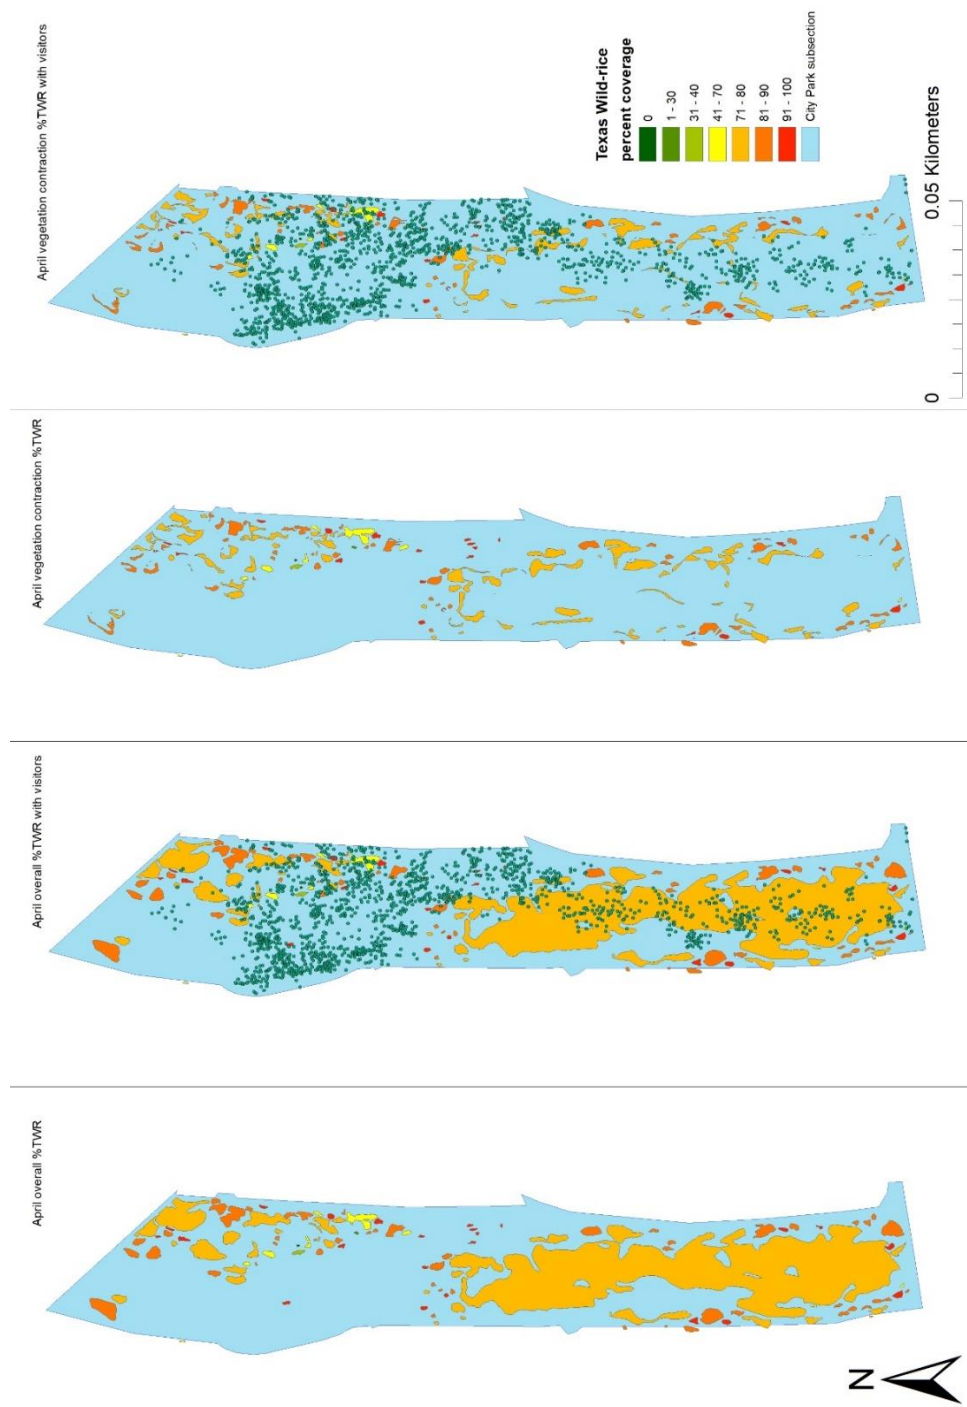 April overall %TWR
April overall %TWR with visitors
April vegetation contraction %TWR
April vegetation contraction %TWR with visitors
Texas Wild-rice
percent coverage
0
1 - 30
31 - 40
41 - 70
71 - 80
81 - 90
91 - 100
City Park subsection
N
0
0.05 Kilometers